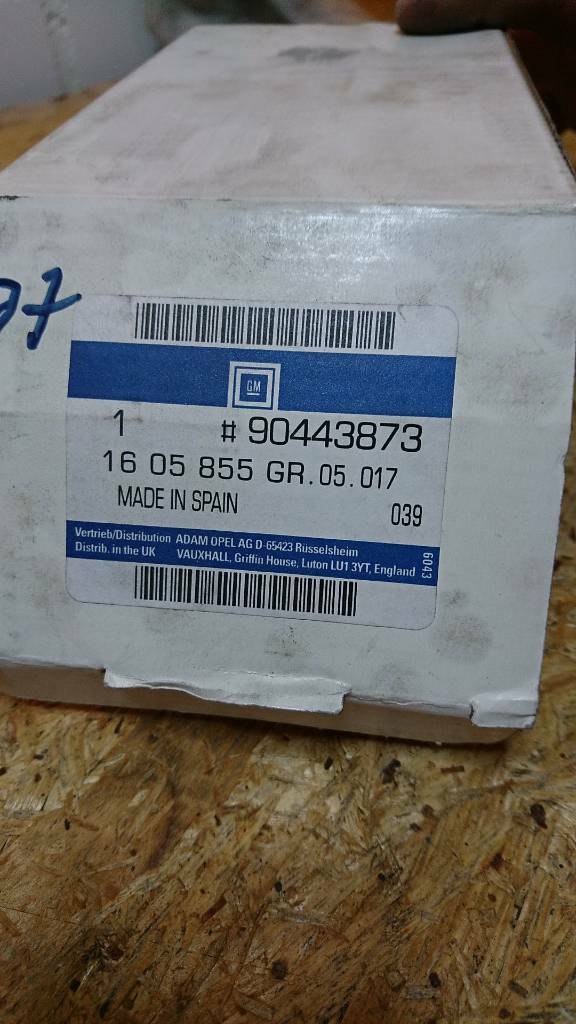 GM
1 # 90443873
16 05 855 GR. 05. 017
MADE IN SPAIN 039
Vertrieb/Distribution ADAM OPEL AG D-65423 Rüsselsheim
Distrib. in the UK VAUXHALL, Griffin House, Luton LU1 3YT, England
6043